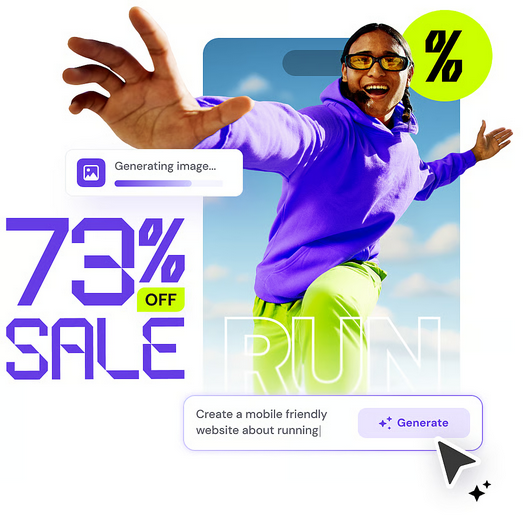 %
Generating image...
73%
OFF
SALE
RUN
Create a mobile friendly
website about running
Generate